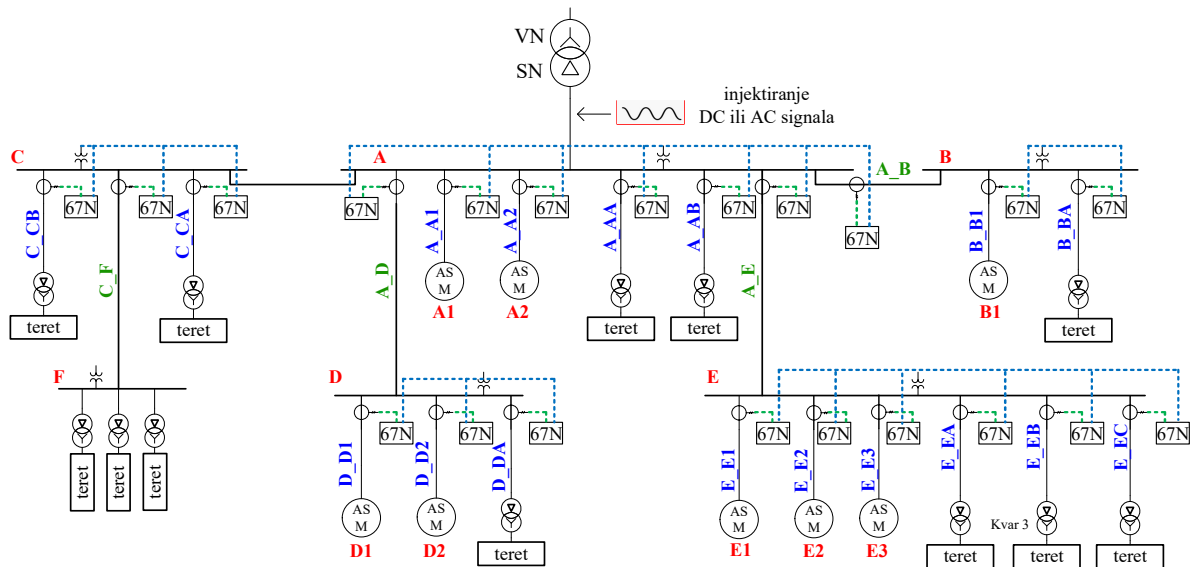 VN
SN
injektiranje
DC ili AC signala
C
A
A_B
B
67N
67N
67N
67N
67N
67N
67N
67N
67N
67N
67N
67N
C_CB
C_F
C_CA
A_D
A_A1
A_A2
A_AA
A_AB
A_E
B_B1
B_BA
AS
M
AS
M
AS
M
A1
A2
B1
teret
teret
teret
teret
teret
F
D
E
67N
67N
67N
67N
67N
67N
67N
67N
67N
teret
teret
teret
D_D1
D_D2
D_DA
E_E1
E_E2
E_E3
E_EA
E_EB
E_EC
AS
M
AS
M
AS
M
AS
M
AS
M
Kvar 3
D1
D2
teret
E1
E2
E3
teret
teret
teret